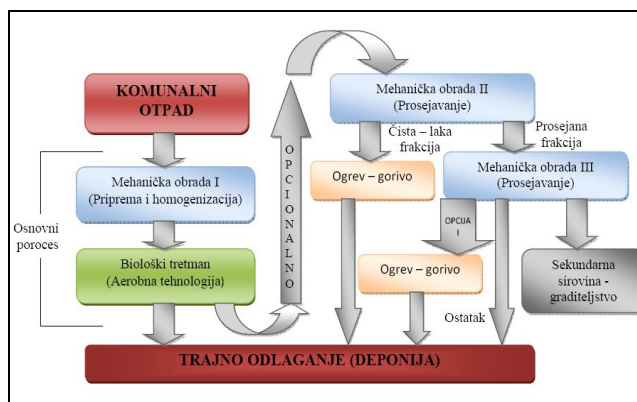 KOMUNALNI
OTPAD
Osnovni
poroces
Mehanička obrada I
(Priprema i homogenizacija)
Biološki tretman
(Aerobna tehnologija)
OPCIONALNO
Mehanička obrada II
(Prosejavanje)
Čista – laka
frakcija
Prosejana
frakcija
Ogrev – gorivo
Mehanička obrada III
(Prosejavanje)
OPCIJA
I
Ogrev – gorivo
Sekundarna
sirovina -
graditeljstvo
Ostatak
TRAJNO ODLAGANJE (DEPONIJA)